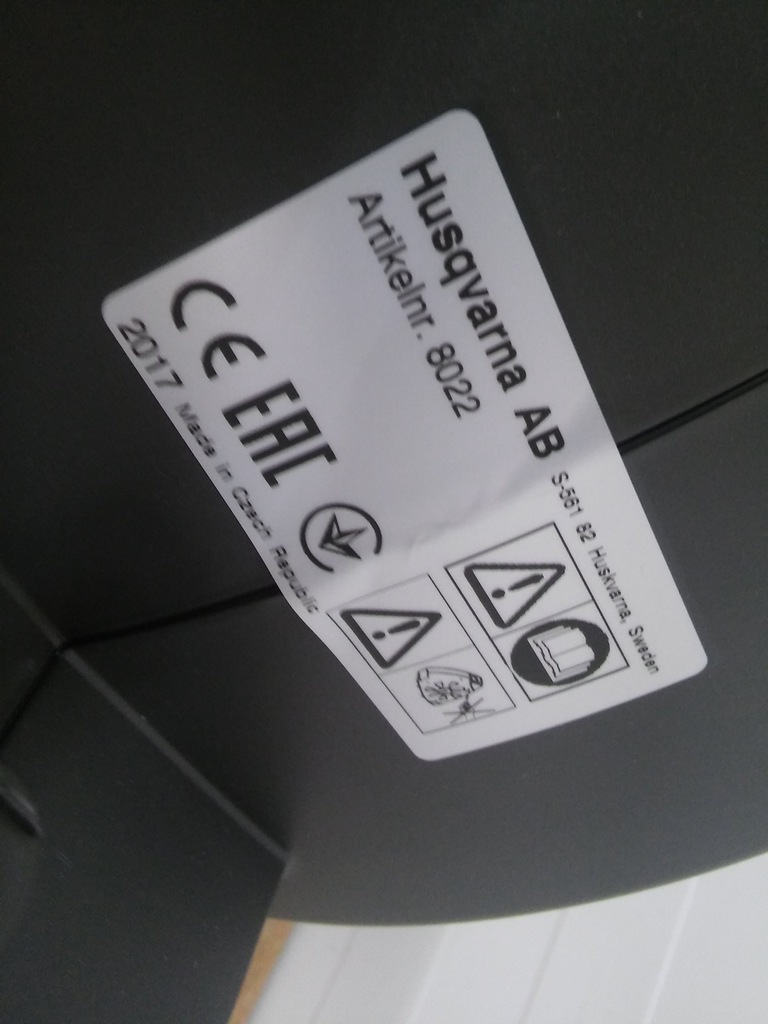 Husqvarna AB S-561 82 Huskvarna, Sweden
Artikelnr. 8022
CE EAC
2017 Made in Czech Republic